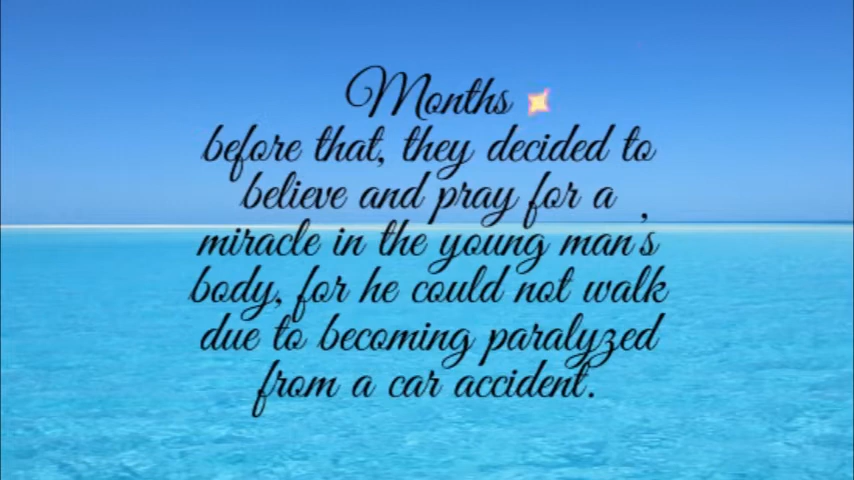 Months ✨
before that, they decided to
believe and pray for a
miracle in the young man's
body, for he could not walk
due to becoming paralyzed
from a car accident.